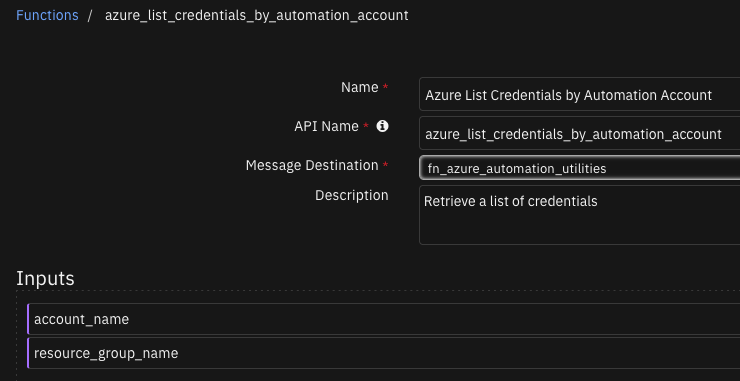 Functions / azure_list_credentials_by_automation_account
Name * Azure List Credentials by Automation Account
API Name * azure_list_credentials_by_automation_account
Message Destination * fn_azure_automation_utilities
Description Retrieve a list of credentials
Inputs
account_name
resource_group_name